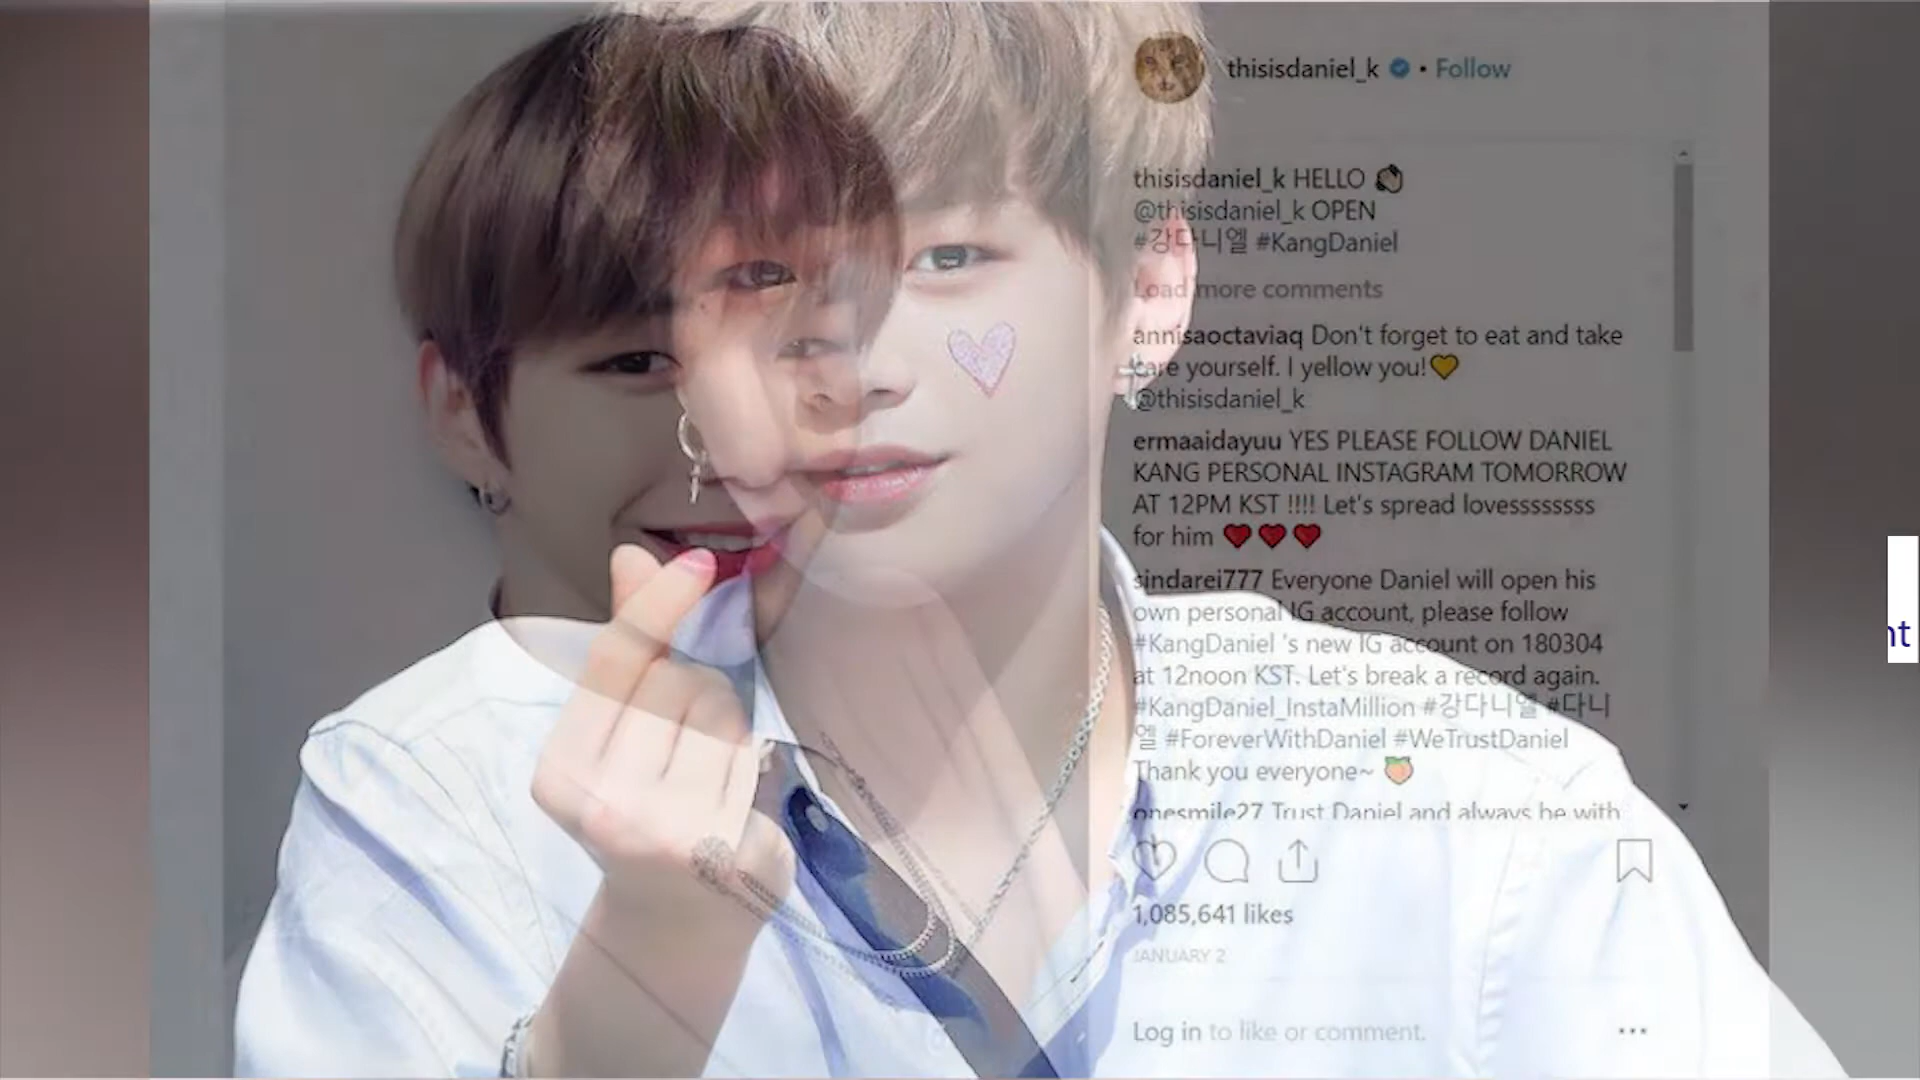 thisisdaniel_k • Follow
thisisdaniel_k HELLO
@thisisdaniel_k OPEN
#강다니엘 #KangDaniel
Load more comments
annisaoctaviaq Don't forget to eat and take
care yourself. I yellow you!
@thisisdaniel_k
ermaaidayuu YES PLEASE FOLLOW DANIEL
KANG PERSONAL INSTAGRAM TOMORROW
AT 12PM KST !!!! Let's spread lovesssssss
for him
sindarei777 Everyone Daniel will open his
own personal IG account, please follow
#KangDaniel 's new IG account on 180304
at 12noon KST. Let's break a record again.
#KangDaniel_InstaMillion #강다니엘 #다니
엘 #ForeverWithDaniel #WeTrustDaniel
Thank you everyone~
onesmile27 Trust Daniel and always be with
1,085,641 likes
JANUARY 2
Log in to like or comment.